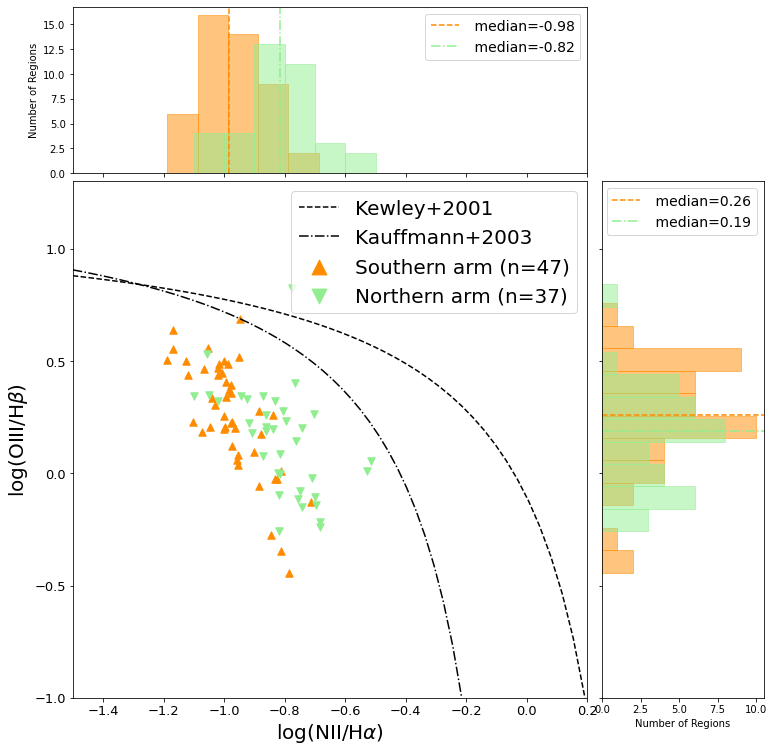 15.0
12.5
10.0
7.5
5.0
2.5
0.0
Number of Regions
median=-0.98
median=-0.82
1.0
0.5
0.0
−0.5
−1.0
log(OIII/Hβ)
Kewley+2001
Kauffmann+2003
Southern arm (n=47)
Northern arm (n=37)
−1.4 −1.2 −1.0 −0.8 −0.6 −0.4 −0.2 0.0 0.2
log(NII/Hα)
median=0.26
median=0.19
0.0 2.5 5.0 7.5 10.0
Number of Regions